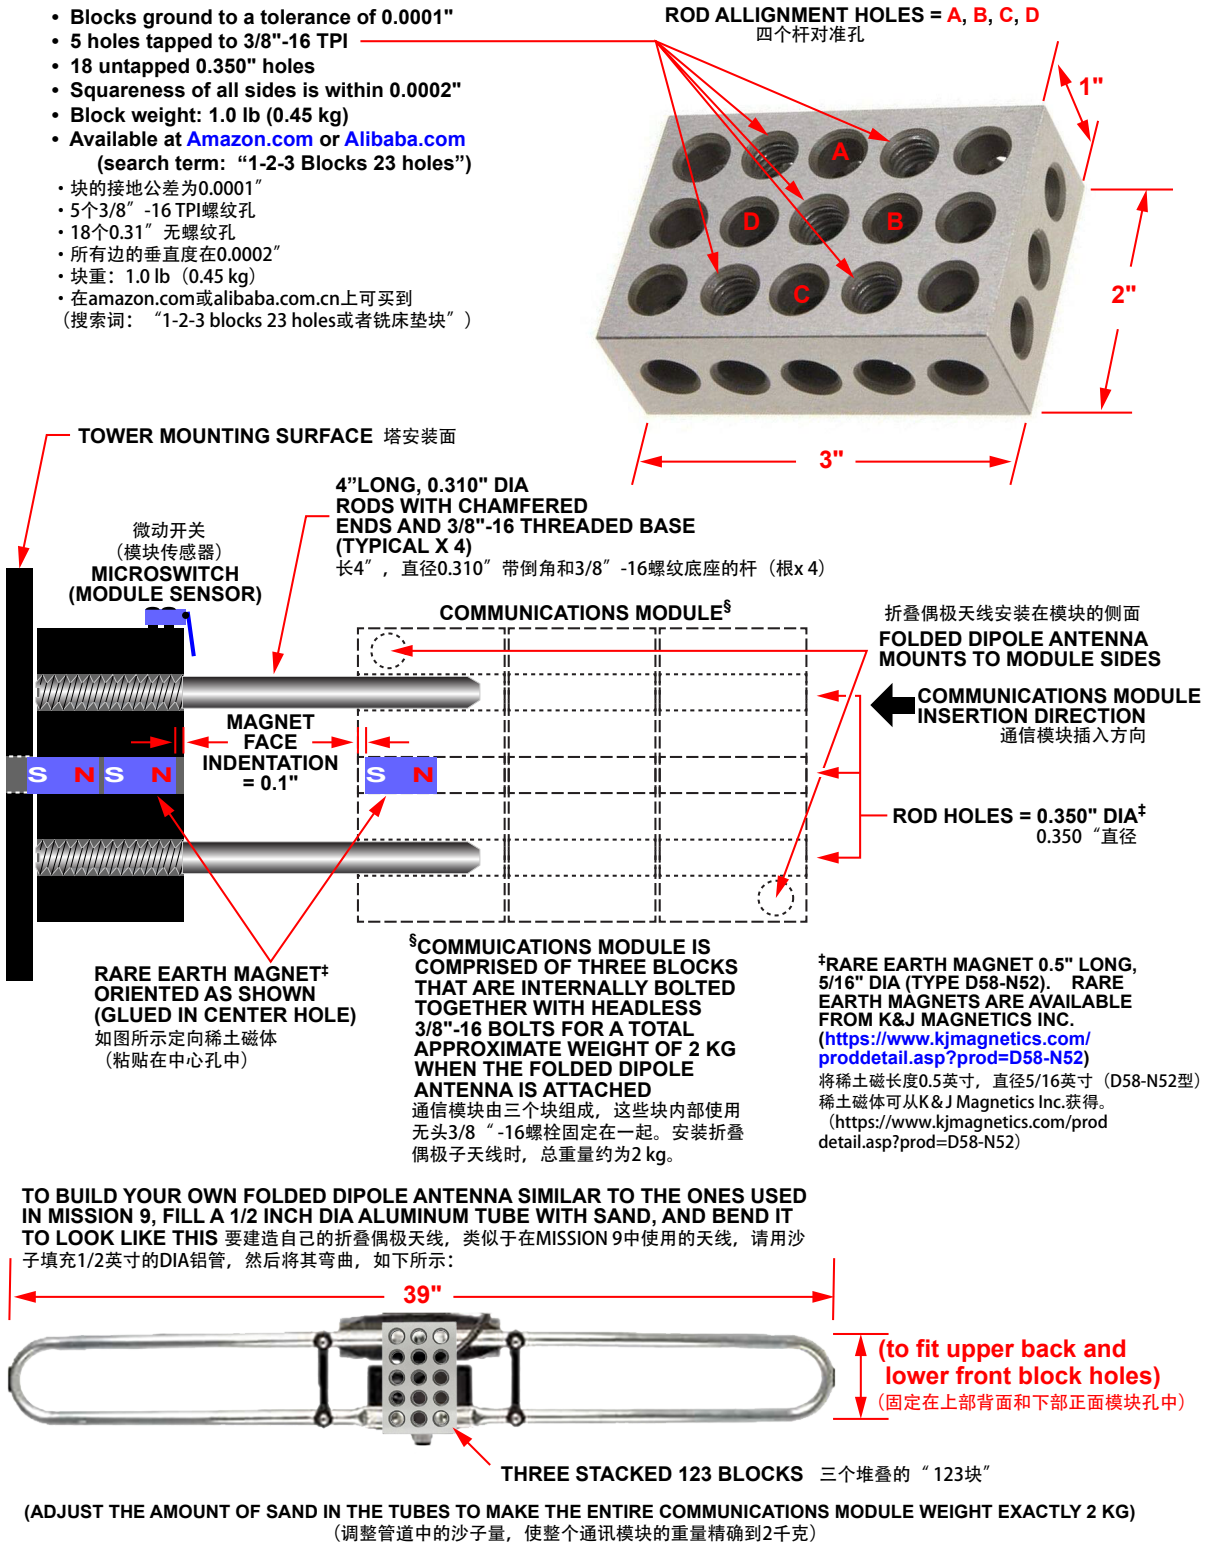 • Blocks ground to a tolerance of 0.0001"
• 5 holes tapped to 3/8"-16 TPI
• 18 untapped 0.350" holes
• Squareness of all sides is within 0.0002"
• Block weight: 1.0 lb (0.45 kg)
• Available at Amazon.com or Alibaba.com
(search term: “1-2-3 Blocks 23 holes”)
・块的接地公差为0.0001″
・5个3/8″-16 TPI螺纹孔
・18个0.31″无螺纹孔
・所有边的垂直度在0.0002″
・块重：1.0 lb（0.45 kg）
・在amazon.com或alibaba.com.cn上可买到
（搜索词：“1-2-3 blocks 23 holes或者铣床垫块”）
ROD ALLIGNMENT HOLES = A, B, C, D
四个杆对准孔
1"
A
D
B
C
2"
3"
TOWER MOUNTING SURFACE 塔安装面
4”LONG, 0.310" DIA
RODS WITH CHAMFERED
ENDS AND 3/8"-16 THREADED BASE
(TYPICAL X 4)
长4″，直径0.310″带倒角和3/8″-16螺纹底座的杆（根x 4）
微动开关
（模块传感器）
MICROSWITCH
(MODULE SENSOR)
COMMUNICATIONS MODULE§
折叠偶极天线安装在模块的侧面
FOLDED DIPOLE ANTENNA
MOUNTS TO MODULE SIDES
COMMUNICATIONS MODULE
INSERTION DIRECTION
通信模块插入方向
MAGNET
FACE
INDENTATION
= 0.1"
S N S N
S N
ROD HOLES = 0.350" DIA‡
0.350“直径
RARE EARTH MAGNET‡
ORIENTED AS SHOWN
(GLUED IN CENTER HOLE)
如图所示定向稀土磁体
（粘贴在中心孔中）
§COMMUICATIONS MODULE IS
COMPRISED OF THREE BLOCKS
THAT ARE INTERNALLY BOLTED
TOGETHER WITH HEADLESS
3/8"-16 BOLTS FOR A TOTAL
APPROXIMATE WEIGHT OF 2 KG
WHEN THE FOLDED DIPOLE
ANTENNA IS ATTACHED
通信模块由三个块组成，这些块内部使用
无头3/8“-16螺栓固定在一起。安装折叠
偶极子天线时，总重量约为2 kg。
‡RARE EARTH MAGNET 0.5" LONG,
5/16" DIA (TYPE D58-N52). RARE
EARTH MAGNETS ARE AVAILABLE
FROM K&J MAGNETICS INC.
(https://www.kjmagnetics.com/
proddetail.asp?prod=D58-N52)
将稀土磁长度0.5英寸，直径5/16英寸（D58-N52型）
稀土磁体可从K＆J Magnetics Inc.获得。
（https://www.kjmagnetics.com/prod
detail.asp?prod=D58-N52）
TO BUILD YOUR OWN FOLDED DIPOLE ANTENNA SIMILAR TO THE ONES USED
IN MISSION 9, FILL A 1/2 INCH DIA ALUMINUM TUBE WITH SAND, AND BEND IT
TO LOOK LIKE THIS 要建造自己的折叠偶极天线，类似于在MISSION 9中使用的天线，请用沙
子填充1/2英寸的DIA铝管，然后将其弯曲，如下所示：
39"
(to fit upper back and
lower front block holes)
（固定在上部背面和下部正面模块孔中）
THREE STACKED 123 BLOCKS 三个堆叠的“123块”
(ADJUST THE AMOUNT OF SAND IN THE TUBES TO MAKE THE ENTIRE COMMUNICATIONS MODULE WEIGHT EXACTLY 2 KG)
（调整管道中的沙子量，使整个通讯模块的重量精确到2千克）